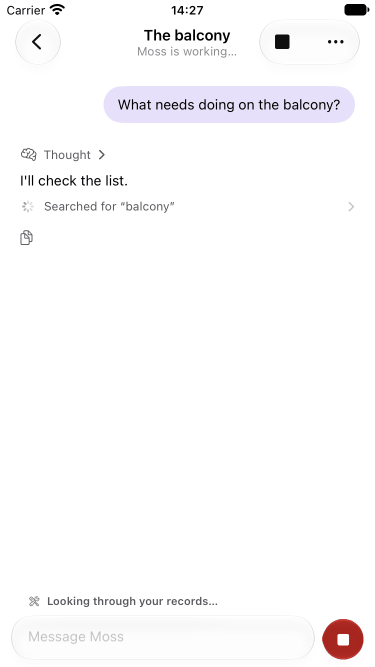 Carrier 14:27
The balcony
Moss is working...
What needs doing on the balcony?
Thought
I'll check the list.
Searched for “balcony”
Looking through your records...
Message Moss